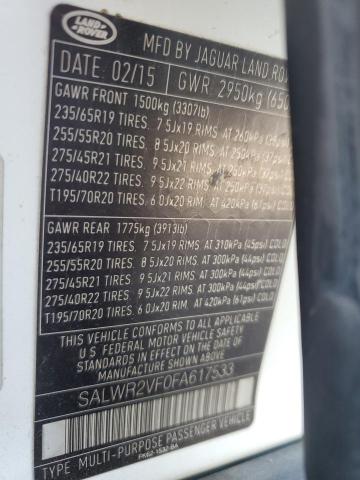 LAND
ROVER
MFD BY JAGUAR LAND
DATE: 02/15 GWR 2950kg
GAWR FRONT 1500kg (3307lb)
235/65R19 TIRES. 7 5Jx19 RIMS. AT 260kPa
255/55R20 TIRES. 8 5Jx20 RIMS. AT 250kPa
275/45R21 TIRES. 9 5Jx21 RIMS.
275/40R22 TIRES. 9 5Jx22 RIMS. 250kPa
T195/70R20 TIRES. 6 0Jx20 RIM. AT 420kPa (61psi)
GAWR REAR 1775kg (3913lb)
235/65R19 TIRES. 7 5Jx19 RIMS. AT 310kPa (45psi) COLD
255/55R20 TIRES. 8 5Jx20 RIMS. AT 300kPa (44psi) COLD
275/45R21 TIRES. 9 5Jx21 RIMS. AT 300kPa (44psi) COLD
275/40R22 TIRES. 9 5Jx22 RIMS. AT 300kPa (44psi) COLD
T195/70R20 TIRES. 6 0Jx20 RIM. AT 420kPa (61psi) COLD
THIS VEHICLE CONFORMS TO ALL APPLICABLE
U.S. FEDERAL MOTOR VEHICLE SAFETY
STANDARDS IN EFFECT ON THE DATE OF
MANUFACTURE SHOWN ABOVE.
SALWR2VF0FA617533
TYPE: MULTI-PURPOSE PASSENGER VEHICLE